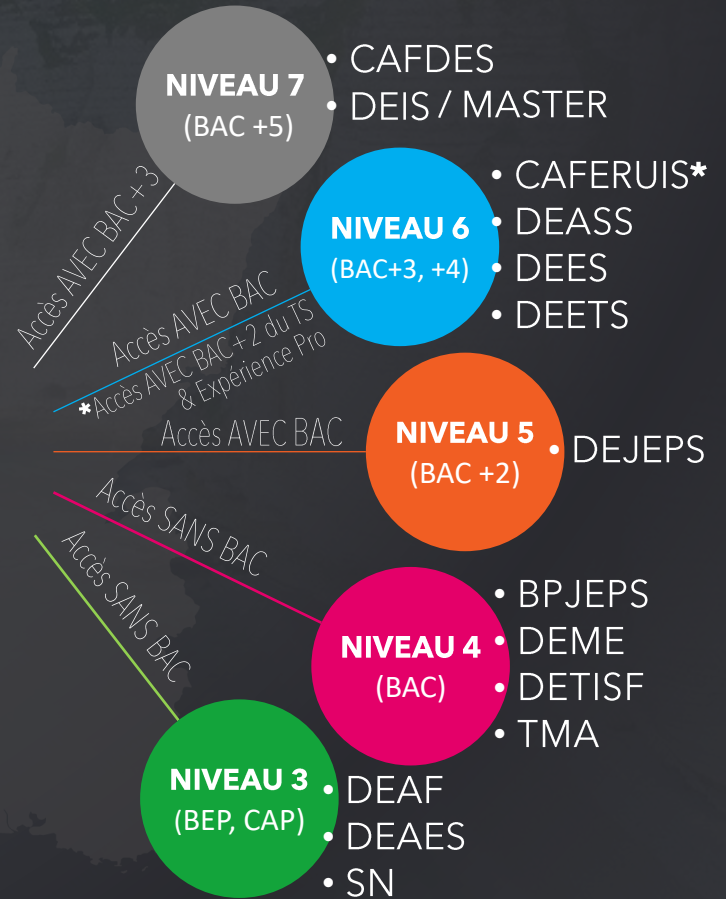 NIVEAU 7
(BAC +5)
• CAFDES
• DEIS / MASTER
Accès AVEC BAC+3
NIVEAU 6
(BAC+3, +4)
• CAFERUIS*
• DEASS
• DEES
• DEETS
Accès AVEC BAC
*Accès AVEC BAC+2 du TS
& Expérience Pro
NIVEAU 5
(BAC +2)
• DEJEPS
Accès AVEC BAC
NIVEAU 4
(BAC)
• BPJEPS
• DEME
• DETISF
• TMA
Accès SANS BAC
NIVEAU 3
(BEP, CAP)
• DEAF
• DEAES
• SN
Accès SANS BAC